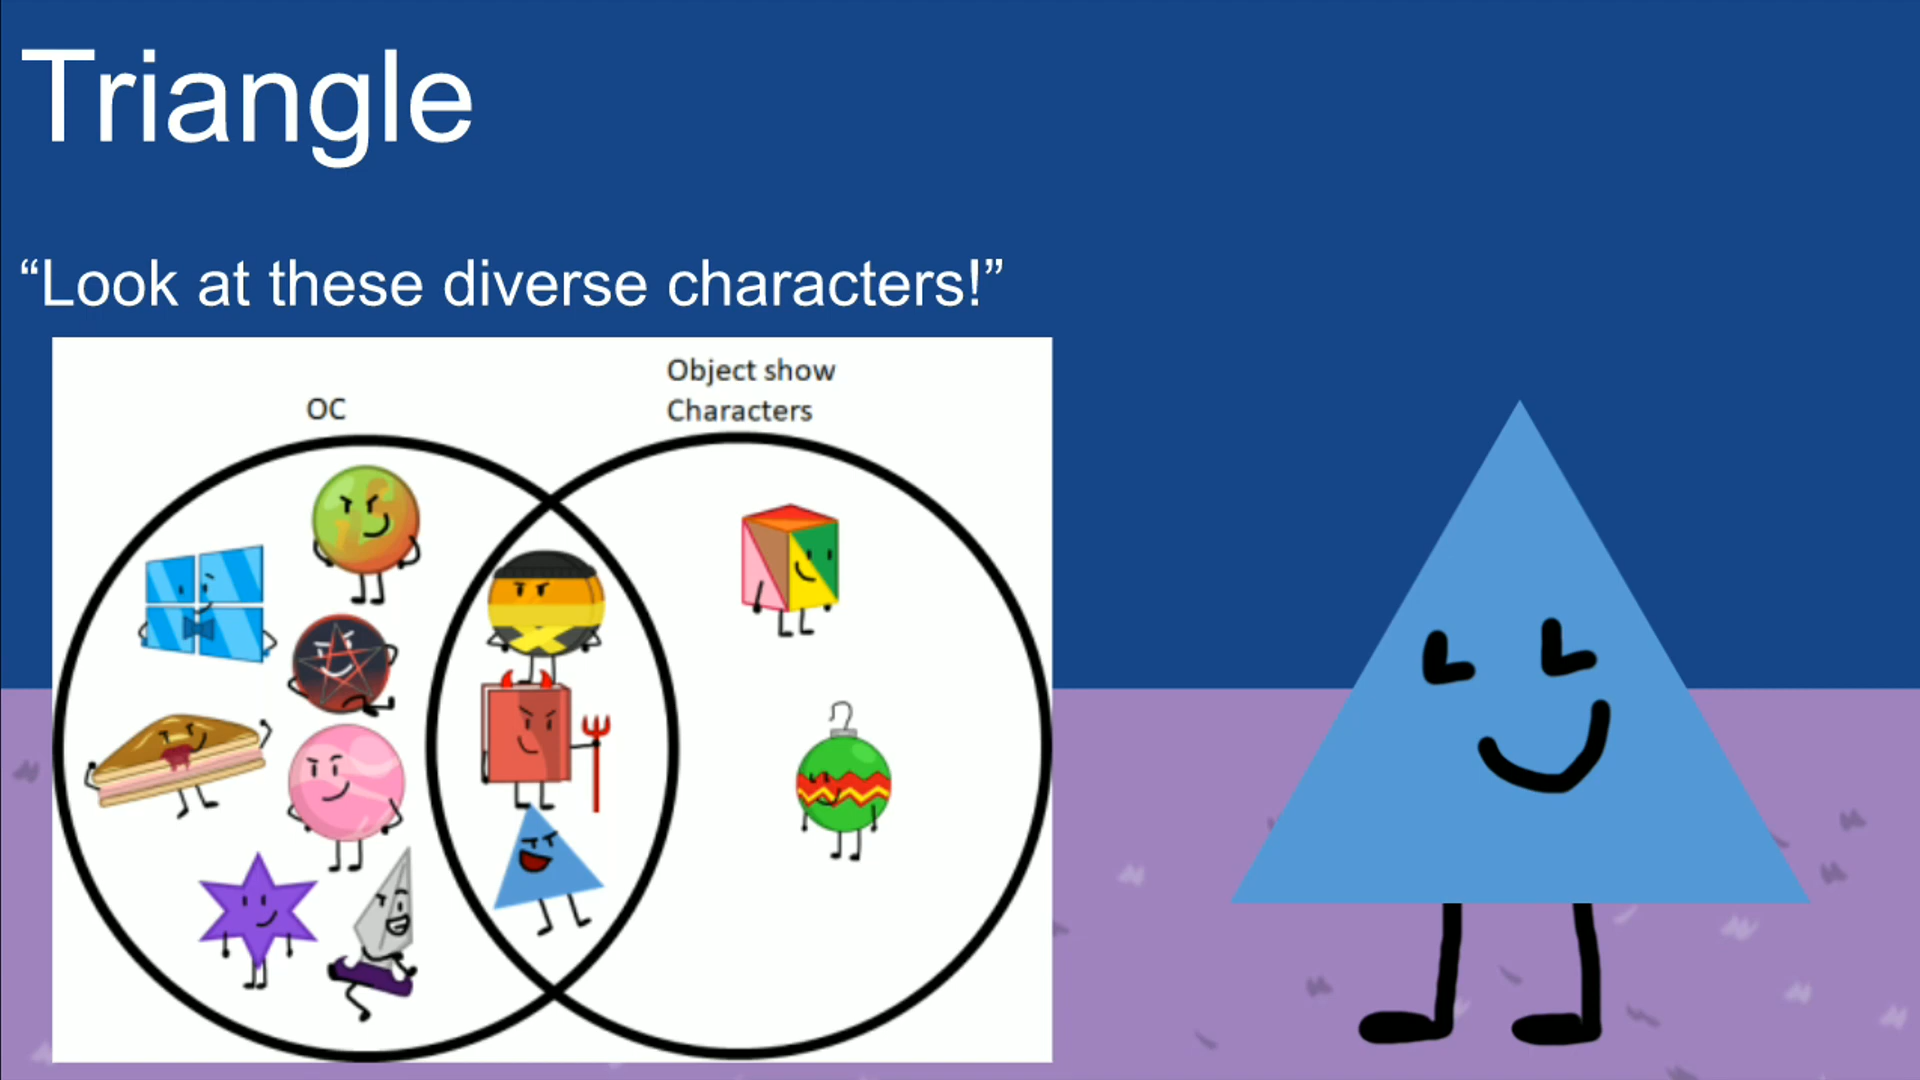 Triangle
“Look at these diverse characters!”
OC
Object show
Characters